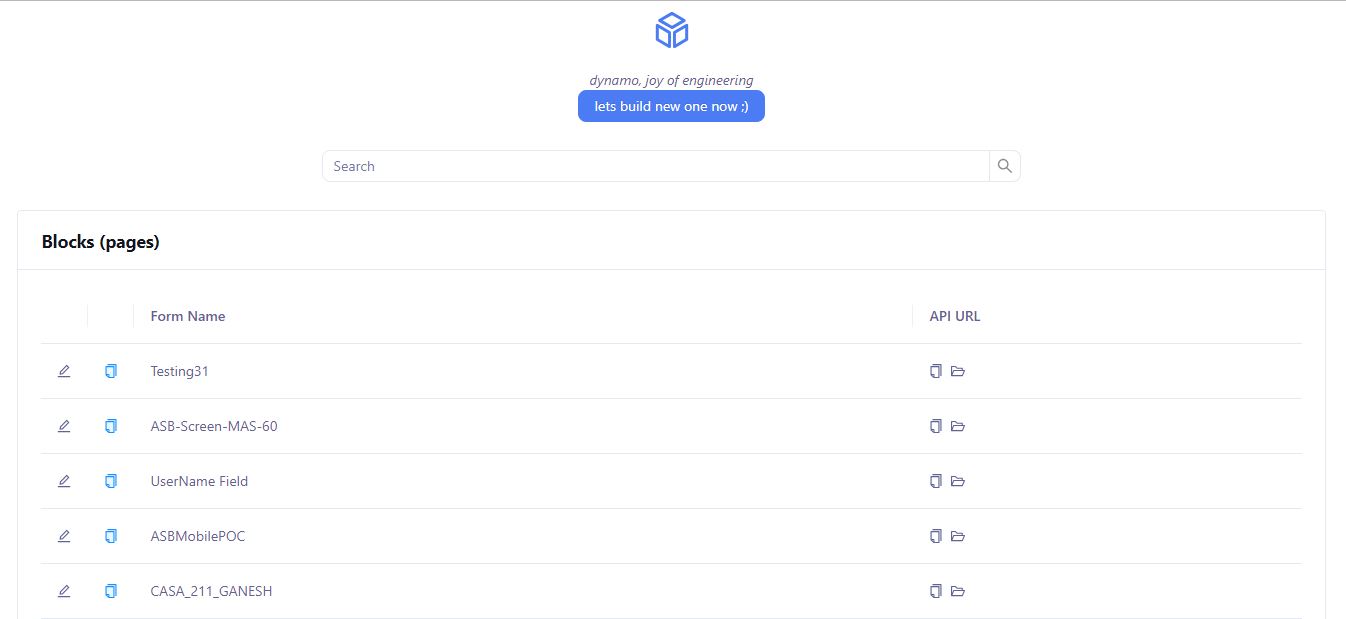 dynamo, joy of engineering
lets build new one now ;)
Search
Blocks (pages)
Form Name API URL
Testing31
ASB-Screen-MAS-60
UserName Field
ASBMobilePOC
CASA_211_GANESH